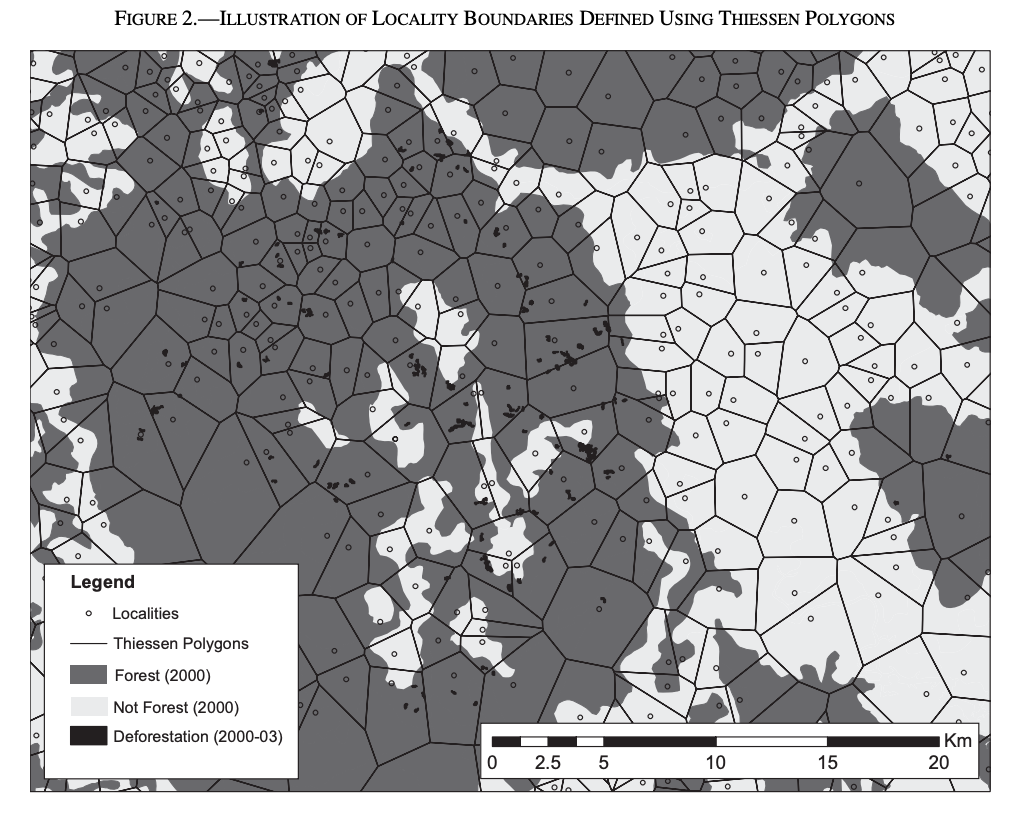 FIGURE 2.—ILLUSTRATION OF LOCALITY BOUNDARIES DEFINED USING THIESSEN POLYGONS
Legend
Localities
Thiessen Polygons
Forest (2000)
Not Forest (2000)
Deforestation (2000-03)
Km
0 2.5 5 10 15 20